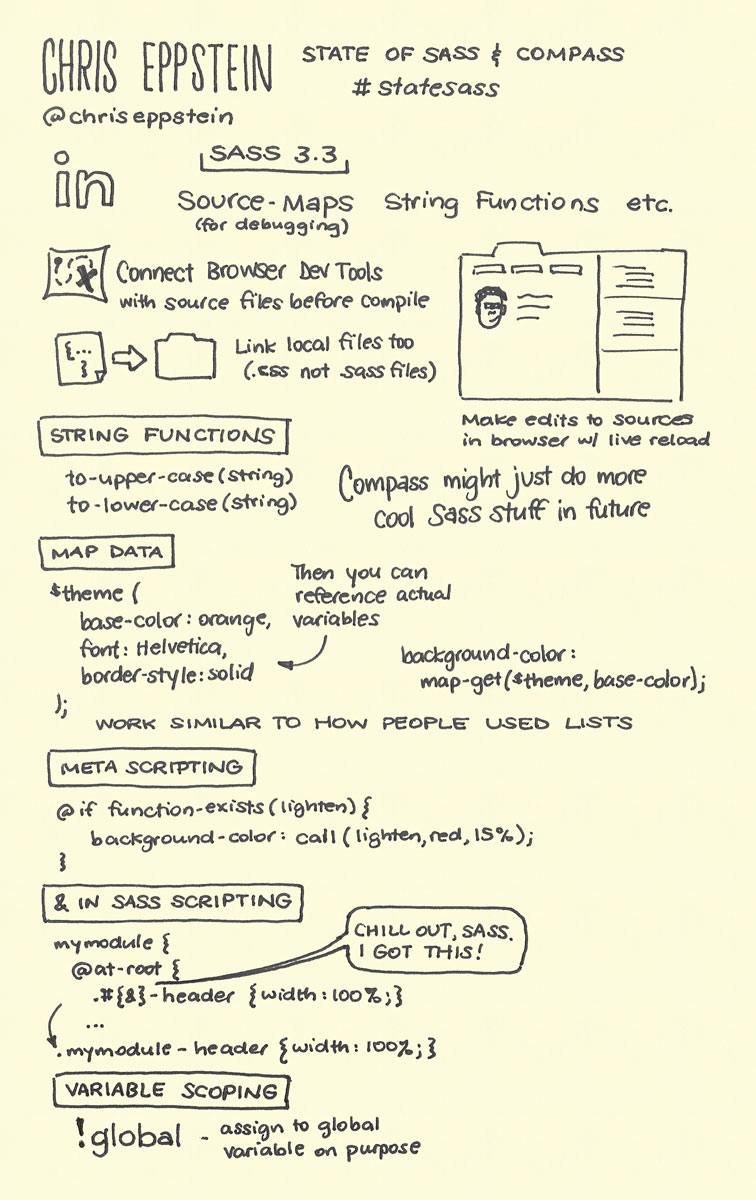 CHRIS EPPSTEIN
STATE OF SASS & COMPASS
#statesass
@chriseppstein
in
SASS 3.3
Source-Maps String Functions etc.
(for debugging)
Connect Browser Dev Tools
with source files before compile
{...
}
Link local files too
(.css not sass files)
Make edits to sources
in browser w/ live reload
STRING FUNCTIONS
to-upper-case(string)
to-lower-case(string)
Compass might just do more
cool Sass stuff in future
MAP DATA
$theme (
base-color: orange,
font: Helvetica,
border-style: solid
);
Then you can
reference actual
variables
background-color:
map-get($theme, base-color);
WORK SIMILAR TO HOW PEOPLE USED LISTS
META SCRIPTING
@if function-exists(lighten) {
background-color: call(lighten, red, 15%);
}
& IN SASS SCRIPTING
mymodule {
@at-root {
.#{&}-header {width: 100%;}
...
.mymodule-header {width: 100%;}
CHILL OUT, SASS.
I GOT THIS!
VARIABLE SCOPING
!global - assign to global
variable on purpose